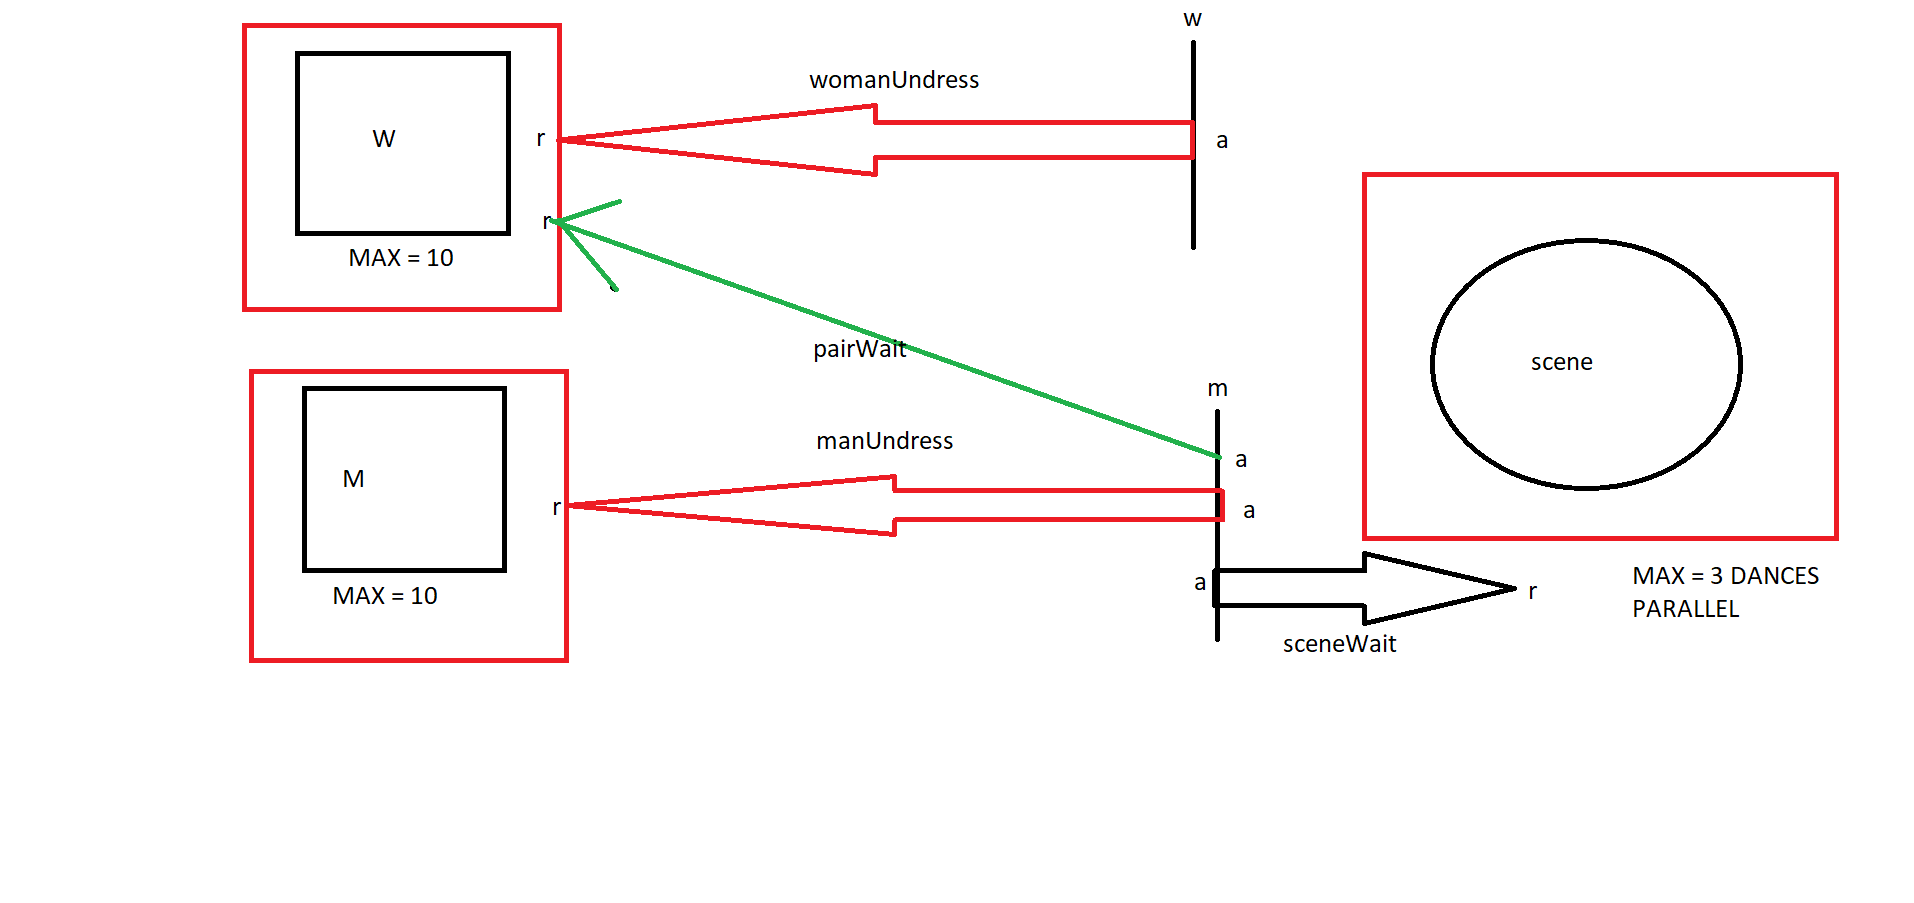 w
womanUndress
W
r
a
r
MAX = 10
pairWait
scene
m
manUndress
a
M
r
a
MAX = 10
a
r
MAX = 3 DANCES
PARALLEL
sceneWait